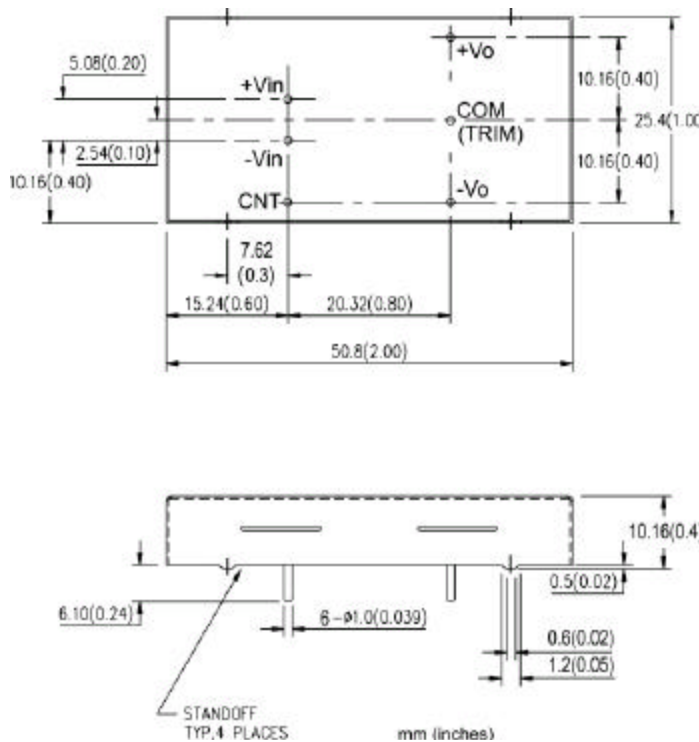 5.08(0.20)
+Vin
+Vo
10.16(0.40)
COM
(TRIM)
25.4(1.00
2.54(0.10)
-Vin
10.16(0.40)
10.16(0.40)
CNT
-Vo
7.62
(0.3)
15.24(0.60)
20.32(0.80)
50.8(2.00)
10.16(0.4
0.5(0.02)
6.10(0.24)
6-ø1.0(0.039)
0.6(0.02)
1.2(0.05)
STANDOFF
TYP.4 PLACES
mm (inches)